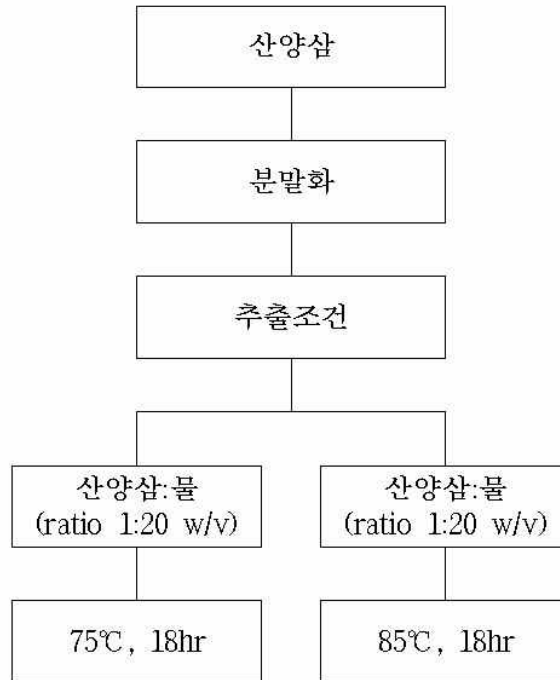 산양삼
분말화
추출조건
산양삼:물
(ratio 1:20 w/v)
산양삼:물
(ratio 1:20 w/v)
75℃, 18hr
85℃, 18hr